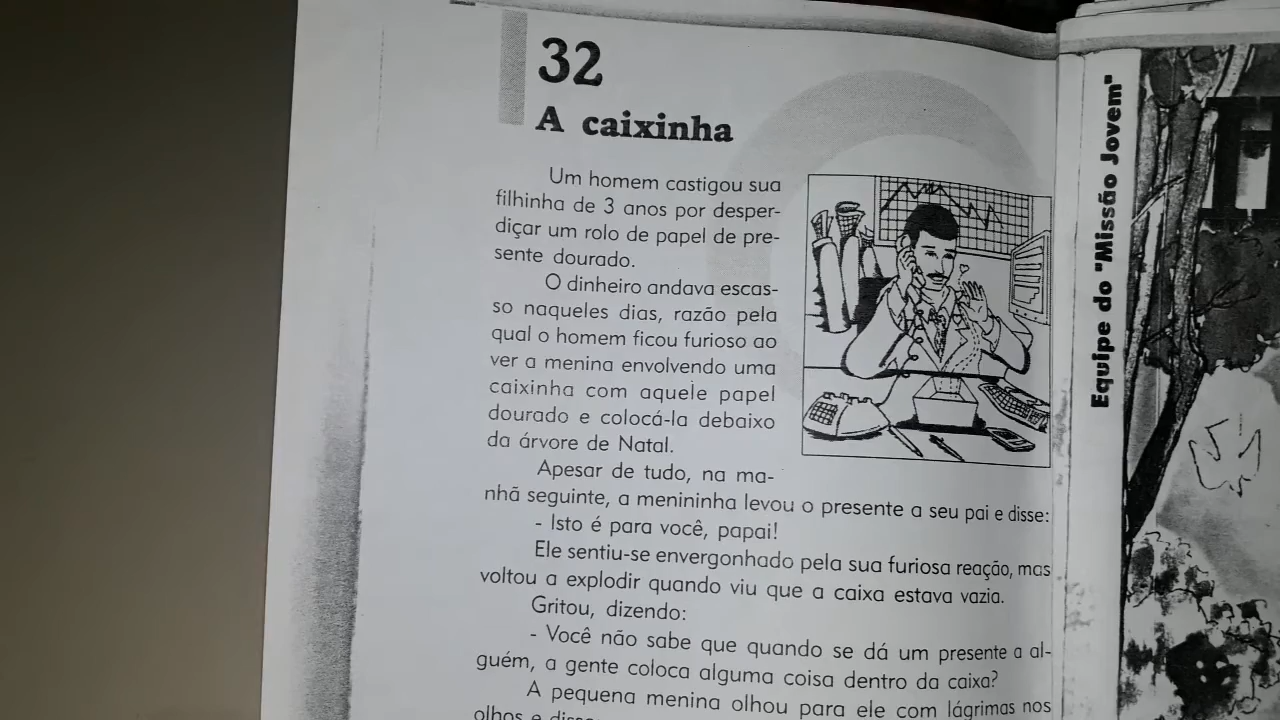 32
A caixinha
Um homem castigou sua
filhinha de 3 anos por desper-
diçar um rolo de papel de pre-
sente dourado.
O dinheiro andava escas-
so naqueles dias, razão pela
qual o homem ficou furioso ao
ver a menina envolvendo uma
caixinha com aquele papel
dourado e colocá-la debaixo
da árvore de Natal.
Apesar de tudo, na ma-
nhã seguinte, a menininha levou o presente a seu pai e disse:
- Isto é para você, papai!
Ele sentiu-se envergonhado pela sua furiosa reação, mas
voltou a explodir quando viu que a caixa estava vazia.
Gritou, dizendo:
- Você não sabe que quando se dá um presente a al-
guém, a gente coloca alguma coisa dentro da caixa?
A pequena menina olhou para ele com lágrimas nos
olhos e
Equipe do "Missão Jovem"